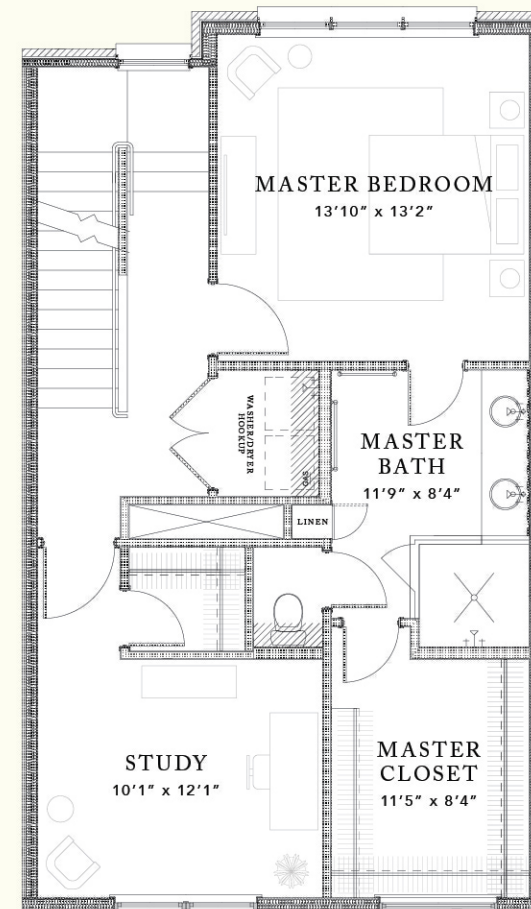 MASTER BEDROOM
13'10" x 13'2"
WASHER/DRYER
HOOKUP
GAS
MASTER
BATH
11'9" x 8'4"
LINEN
STUDY
10'1" x 12'1"
MASTER
CLOSET
11'5" x 8'4"